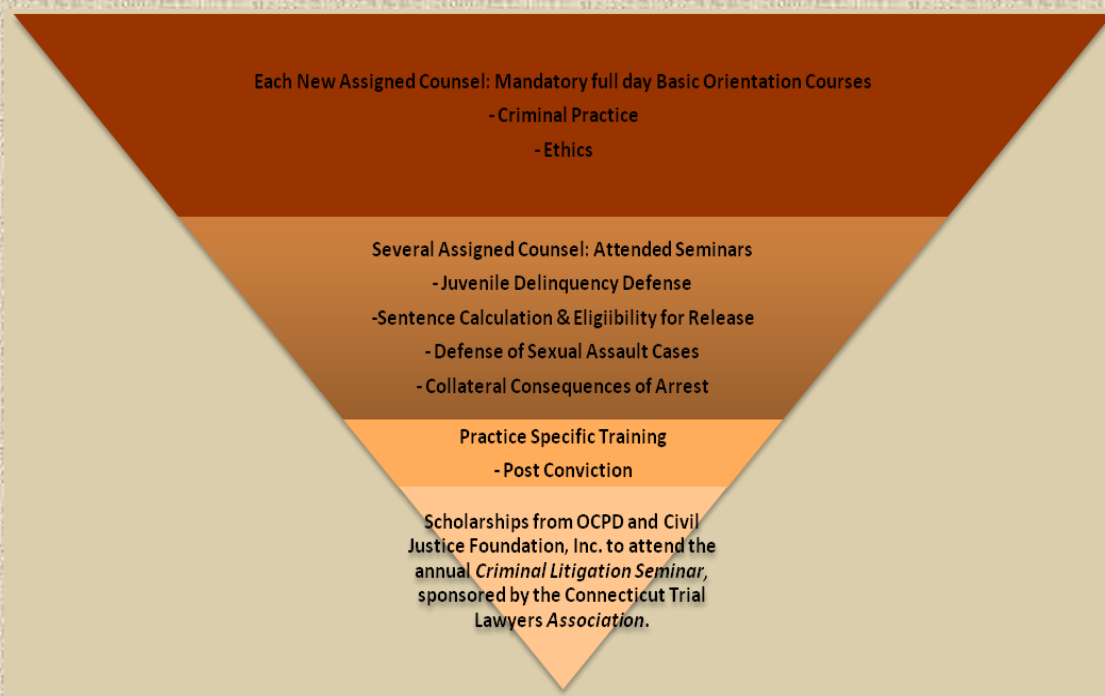 Each New Assigned Counsel: Mandatory full day Basic Orientation Courses
- Criminal Practice
- Ethics
Several Assigned Counsel: Attended Seminars
- Juvenile Delinquency Defense
-Sentence Calculation & Eligiibility for Release
- Defense of Sexual Assault Cases
- Collateral Consequences of Arrest
Practice Specific Training
- Post Conviction
Scholarships from OCPD and Civil
Justice Foundation, Inc. to attend the
annual Criminal Litigation Seminar,
sponsored by the Connecticut Trial
Lawyers Association.